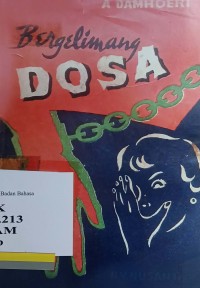 A DAMHOERI
Bergelimang
DOSA
Badan Bahasa
213
AM